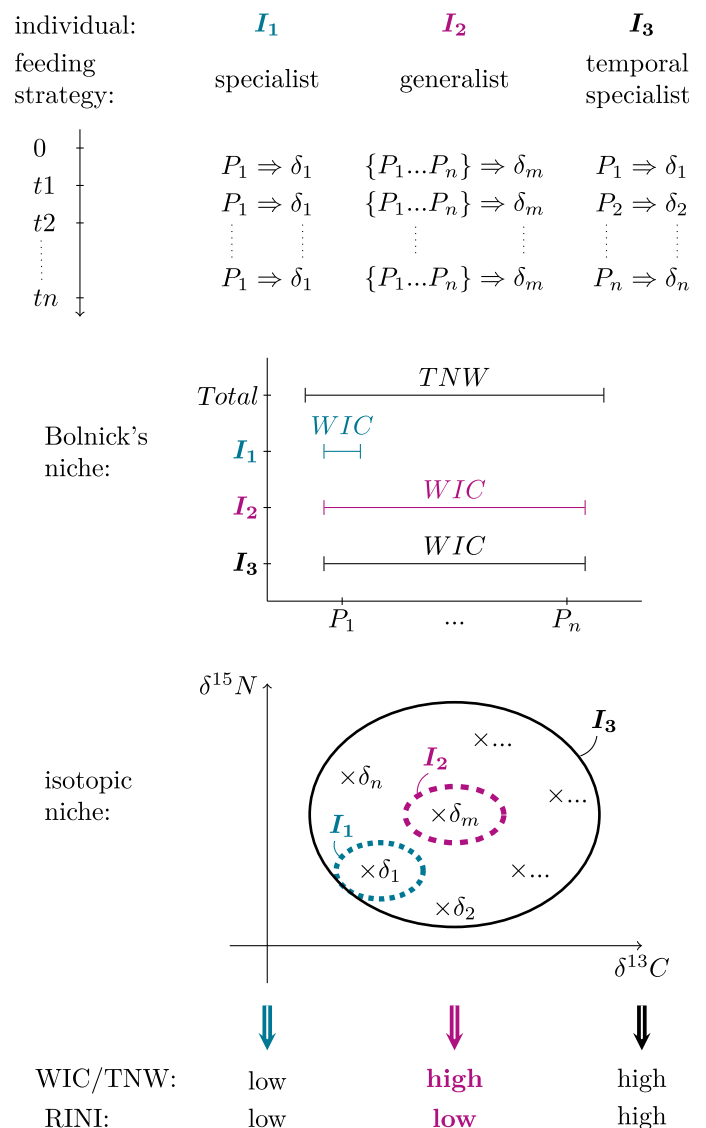 individual: I₁ I₂ I₃
feeding strategy: specialist generalist temporal specialist
0 P₁ ⇒ δ₁ {P₁...Pₙ} ⇒ δₘ P₁ ⇒ δ₁
t1 P₁ ⇒ δ₁ {P₁...Pₙ} ⇒ δₘ P₂ ⇒ δ₂
t2
tn P₁ ⇒ δ₁ {P₁...Pₙ} ⇒ δₘ Pₙ ⇒ δₙ
Bolnick's niche:
Total TNW
I₁ WIC
I₂ WIC
I₃ WIC
P₁ ... Pₙ
isotopic niche:
δ¹⁵N
I₃
×...
I₂
×δₙ
×...
×δₘ
I₁
×δ₁
×...
×δ₂
δ¹³C
WIC/TNW: low high high
RINI: low low high